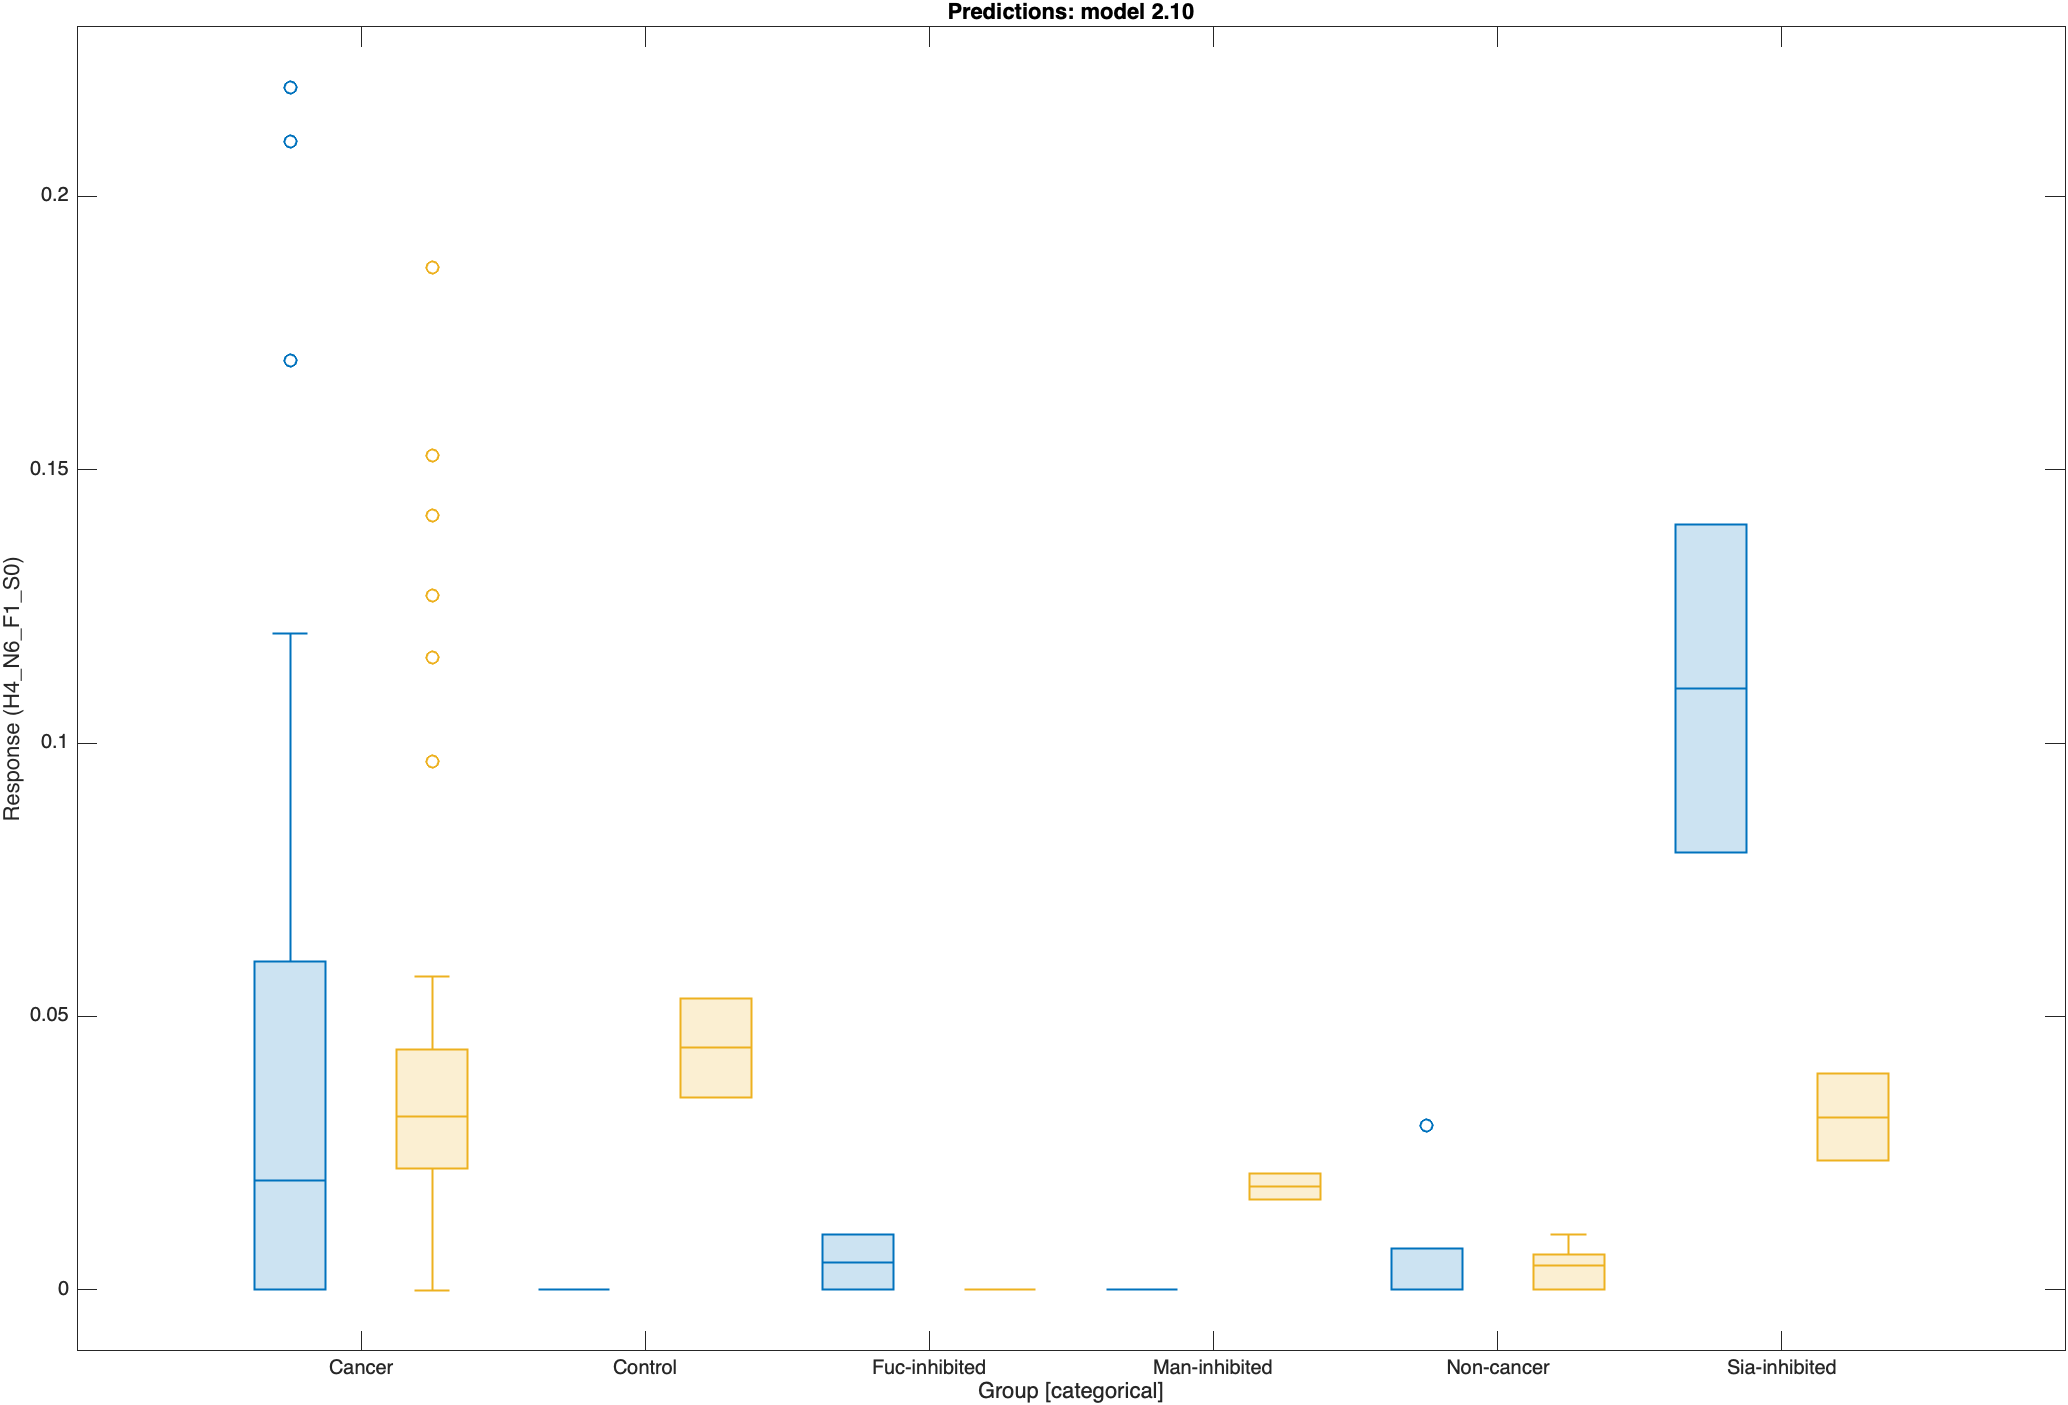 Predictions: model 2.10
Response (H4_N6_F1_S0)
0.2
0.15
0.1
0.05
0
Cancer Control Fuc-inhibited Man-inhibited Non-cancer Sia-inhibited
Group [categorical]